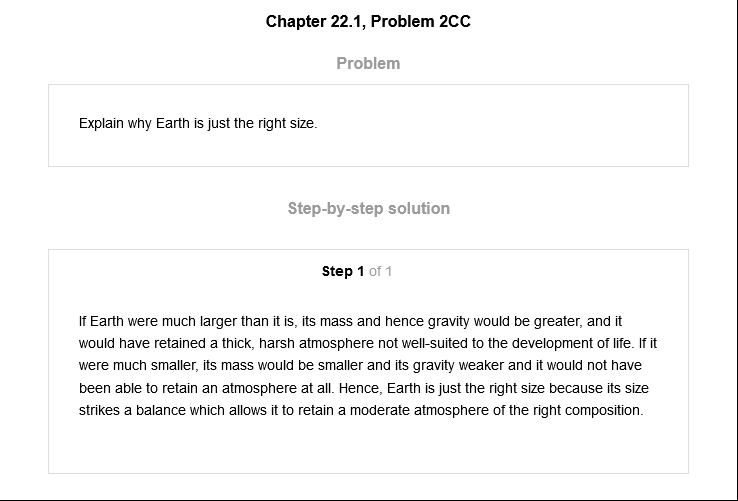 Chapter 22.1, Problem 2CC
Problem
Explain why Earth is just the right size.
Step-by-step solution
Step 1 of 1
If Earth were much larger than it is, its mass and hence gravity would be greater, and it
would have retained a thick, harsh atmosphere not well-suited to the development of life. If it
were much smaller, its mass would be smaller and its gravity weaker and it would not have
been able to retain an atmosphere at all. Hence, Earth is just the right size because its size
strikes a balance which allows it to retain a moderate atmosphere of the right composition.